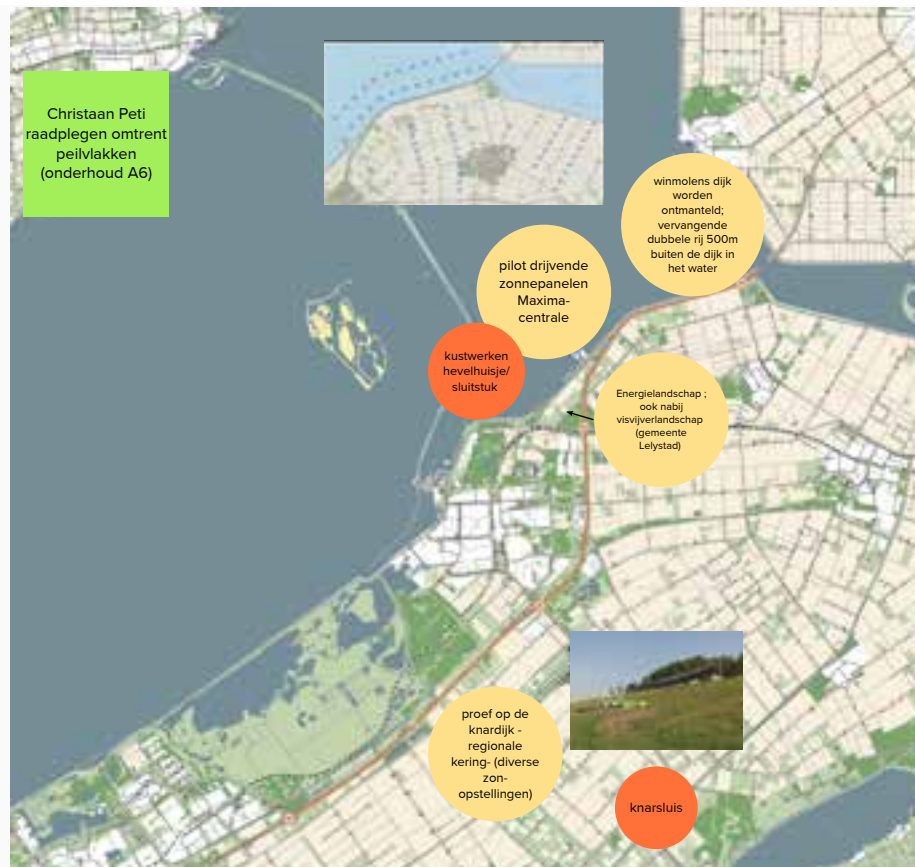 Christaan Peti
raadplegen omtrent
peilvlakken
(onderhoud A6)
winmolens dijk
worden
ontmanteld;
vervangende
dubbele rij 500m
buiten de dijk in
het water
pilot drijvende
zonnepanelen
Maxima-
centrale
kustwerken
hevelhuisje/
sluitstuk
Energielandschap ;
ook nabij
visvijverlandschap
(gemeente
Lelystad)
proef op de
knardijk -
regionale
kering- (diverse
zon-
opstellingen)
knarsluis